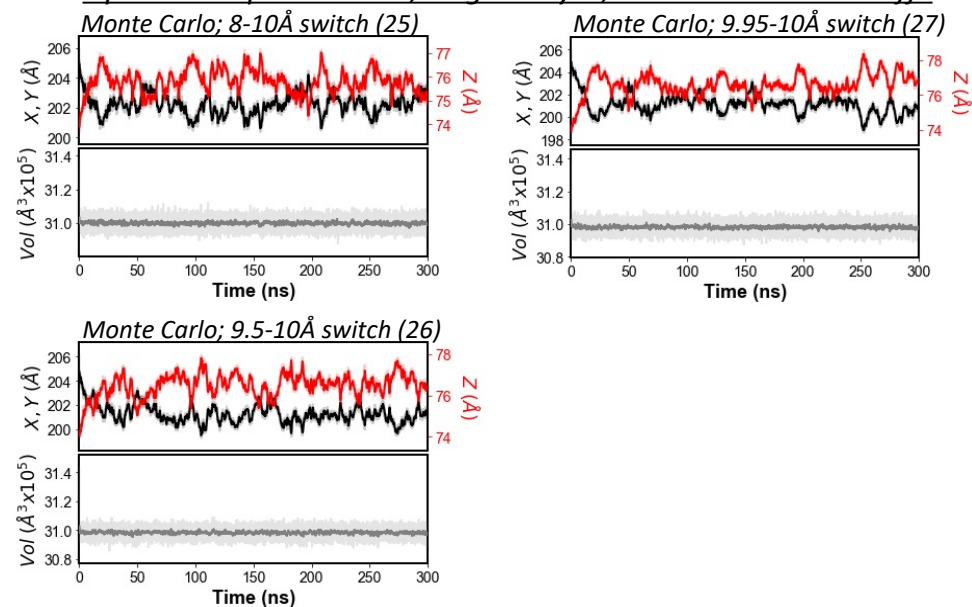 Monte Carlo; 8-10Å switch (25)
206
204
202
200
X, Y (Å)
77
76
75
74
Z (Å)
31.4
31.2
31.0
Vol (Å³x10⁵)
0 50 100 150 200 250 300
Time (ns)
Monte Carlo; 9.95-10Å switch (27)
206
204
202
200
198
X, Y (Å)
78
76
74
Z (Å)
31.4
31.2
31.0
30.8
Vol (Å³x10⁵)
0 50 100 150 200 250 300
Time (ns)
Monte Carlo; 9.5-10Å switch (26)
206
204
202
200
X, Y (Å)
78
76
74
Z (Å)
31.4
31.2
31.0
30.8
Vol (Å³x10⁵)
0 50 100 150 200 250 300
Time (ns)